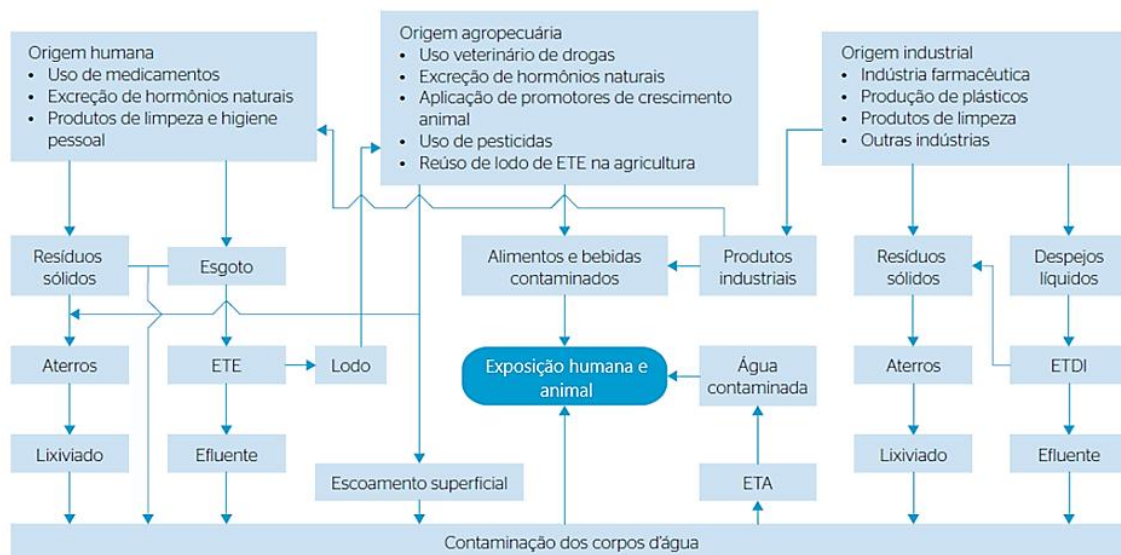 Origem humana
• Uso de medicamentos
• Excreção de hormônios naturais
• Produtos de limpeza e higiene
pessoal
Origem agropecuária
• Uso veterinário de drogas
• Excreção de hormônios naturais
• Aplicação de promotores de crescimento
animal
• Uso de pesticidas
• Reúso de lodo de ETE na agricultura
Origem industrial
• Indústria farmacêutica
• Produção de plásticos
• Produtos de limpeza
• Outras indústrias
Resíduos
sólidos
Esgoto
Alimentos e bebidas
contaminados
Produtos
industriais
Resíduos
sólidos
Despejos
líquidos
Aterros
ETE
Lodo
Exposição humana e
animal
Água
contaminada
Aterros
ETDI
Lixiviado
Efluente
Escoamento superficial
ETA
Lixiviado
Efluente
Contaminação dos corpos d'água